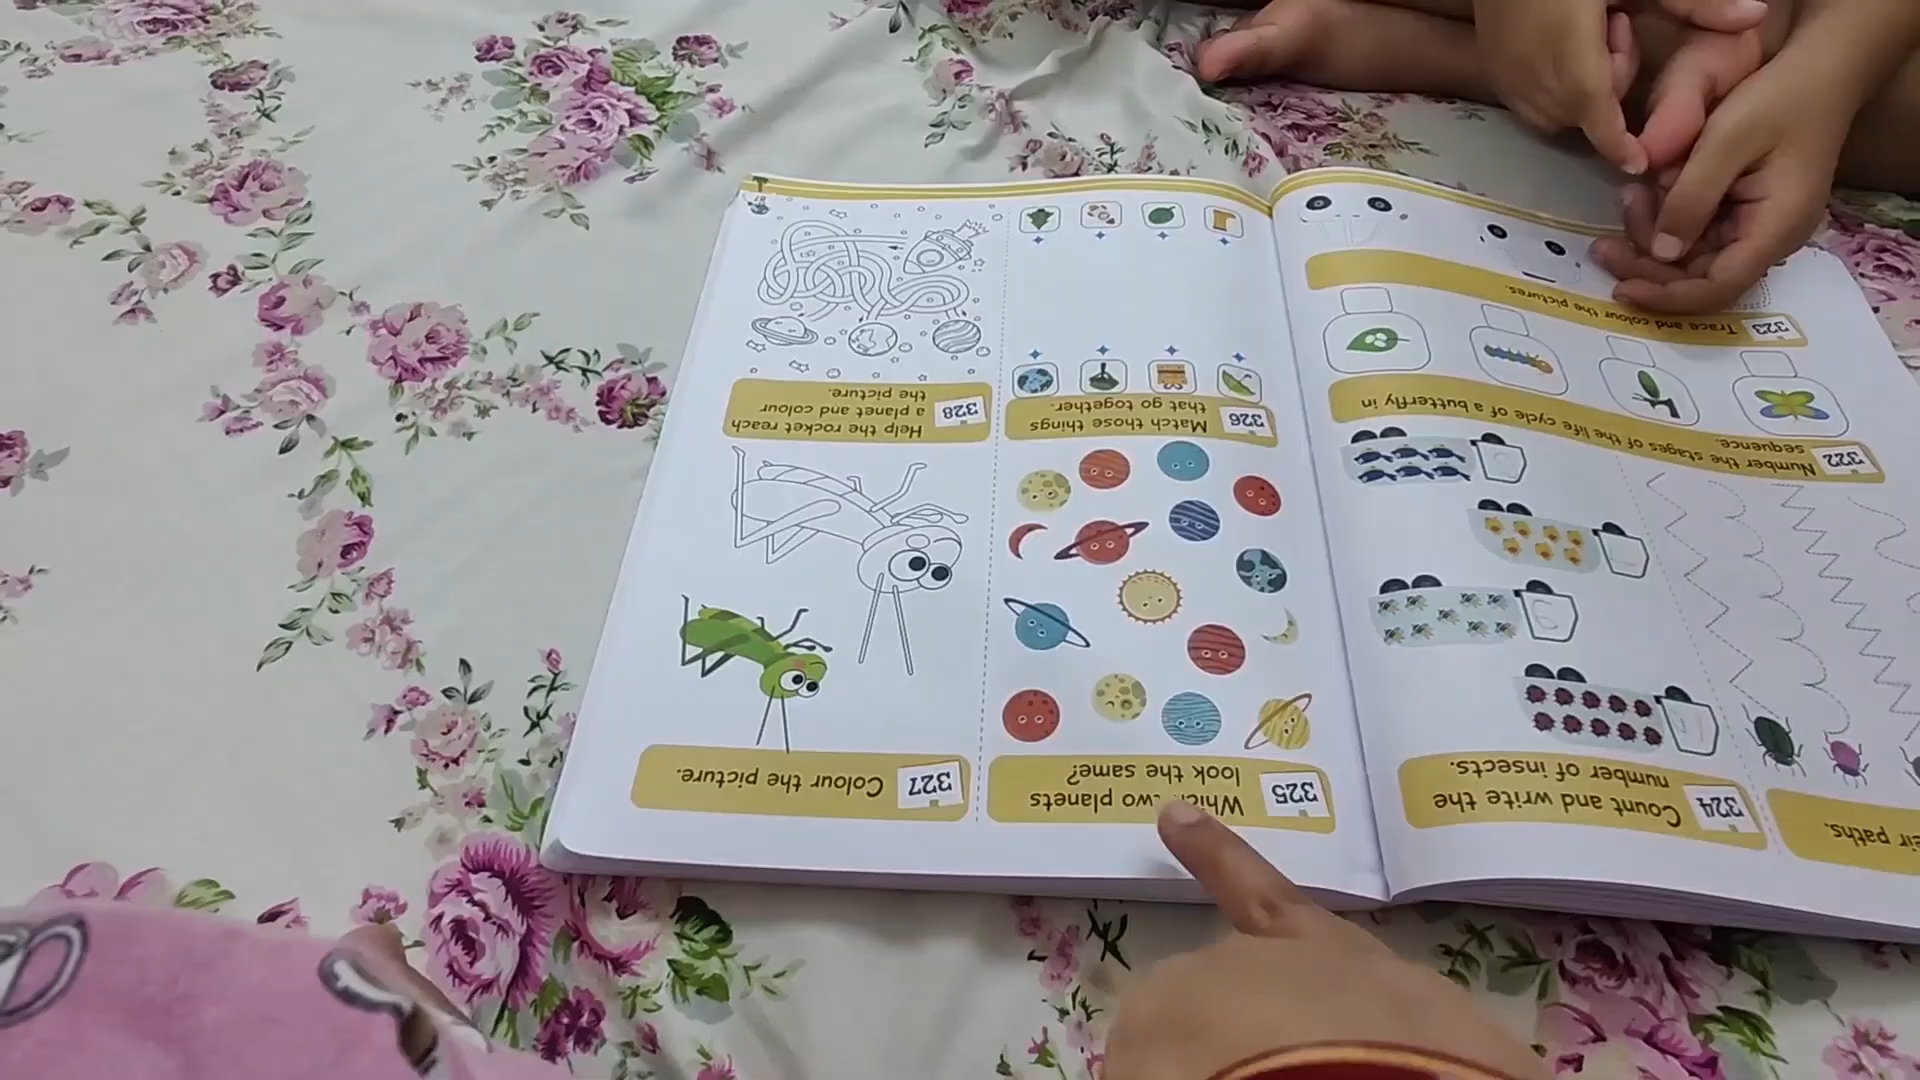 322
Number the stages of the life cycle of a butterfly in
sequence.
323
Trace and colour the pictures.
324
Count and write the
number of insects.
eir paths.
325
Which two planets
look the same?
326
Match those things
that go together.
327
Colour the picture.
328
Help the rocket reach
a planet and colour
the picture.
81